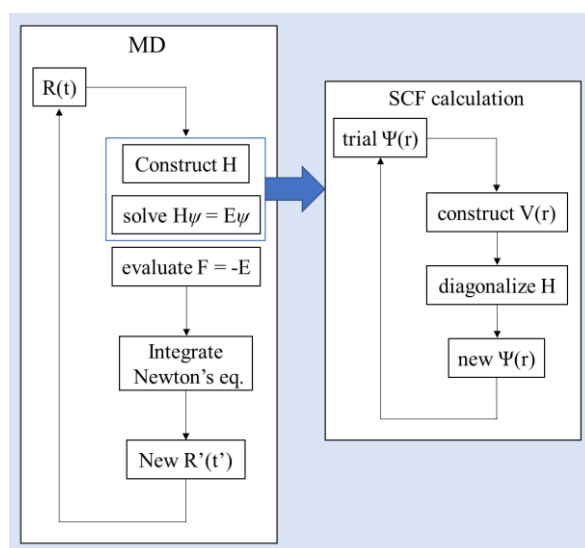 MD
R(t)
Construct H
solve Hψ = Eψ
evaluate F = -E
Integrate
Newton's eq.
New R'(t')
SCF calculation
trial Ψ(r)
construct V(r)
diagonalize H
new Ψ(r)